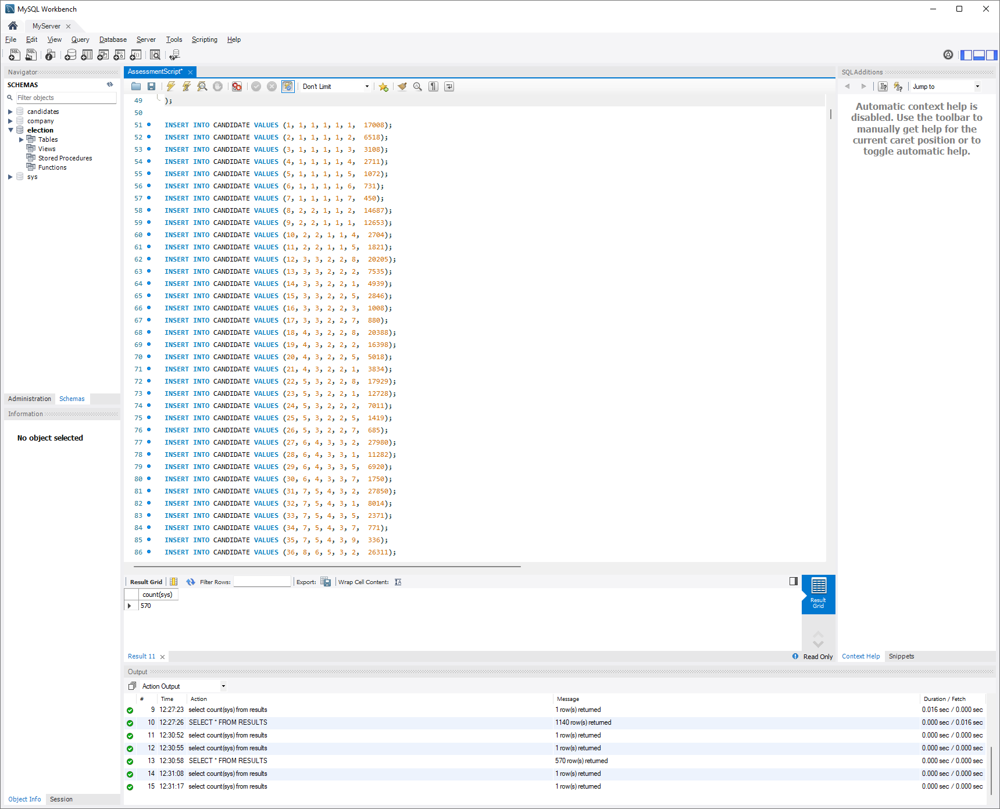 MySQL Workbench
MyServer
File Edit View Query Database Server Tools Scripting Help
Navigator
SCHEMAS
Filter objects
candidates
company
election
Tables
Views
Stored Procedures
Functions
sys
Administration Schemas
Information
No object selected
Object Info Session
AssessmentScript*
Don't Limit
49 );
50
51 INSERT INTO CANDIDATE VALUES (1, 1, 1, 1, 1, 1, 17008);
52 INSERT INTO CANDIDATE VALUES (2, 1, 1, 1, 1, 2, 6518);
53 INSERT INTO CANDIDATE VALUES (3, 1, 1, 1, 1, 3, 3108);
54 INSERT INTO CANDIDATE VALUES (4, 1, 1, 1, 1, 4, 2711);
55 INSERT INTO CANDIDATE VALUES (5, 1, 1, 1, 1, 5, 1072);
56 INSERT INTO CANDIDATE VALUES (6, 1, 1, 1, 1, 6, 731);
57 INSERT INTO CANDIDATE VALUES (7, 1, 1, 1, 1, 7, 450);
58 INSERT INTO CANDIDATE VALUES (8, 2, 2, 1, 1, 2, 14687);
59 INSERT INTO CANDIDATE VALUES (9, 2, 2, 1, 1, 1, 12653);
60 INSERT INTO CANDIDATE VALUES (10, 2, 2, 1, 1, 4, 2704);
61 INSERT INTO CANDIDATE VALUES (11, 2, 2, 1, 1, 5, 1821);
62 INSERT INTO CANDIDATE VALUES (12, 3, 3, 2, 2, 8, 20205);
63 INSERT INTO CANDIDATE VALUES (13, 3, 3, 2, 2, 2, 7535);
64 INSERT INTO CANDIDATE VALUES (14, 3, 3, 2, 2, 1, 4939);
65 INSERT INTO CANDIDATE VALUES (15, 3, 3, 2, 2, 5, 2846);
66 INSERT INTO CANDIDATE VALUES (16, 3, 3, 2, 2, 3, 1008);
67 INSERT INTO CANDIDATE VALUES (17, 3, 3, 2, 2, 7, 880);
68 INSERT INTO CANDIDATE VALUES (18, 4, 3, 2, 2, 8, 20388);
69 INSERT INTO CANDIDATE VALUES (19, 4, 3, 2, 2, 2, 16398);
70 INSERT INTO CANDIDATE VALUES (20, 4, 3, 2, 2, 5, 5018);
71 INSERT INTO CANDIDATE VALUES (21, 4, 3, 2, 2, 1, 3834);
72 INSERT INTO CANDIDATE VALUES (22, 5, 3, 2, 2, 8, 17929);
73 INSERT INTO CANDIDATE VALUES (23, 5, 3, 2, 2, 1, 12728);
74 INSERT INTO CANDIDATE VALUES (24, 5, 3, 2, 2, 2, 7011);
75 INSERT INTO CANDIDATE VALUES (25, 5, 3, 2, 2, 5, 1419);
76 INSERT INTO CANDIDATE VALUES (26, 5, 3, 2, 2, 7, 685);
77 INSERT INTO CANDIDATE VALUES (27, 6, 4, 3, 3, 2, 27980);
78 INSERT INTO CANDIDATE VALUES (28, 6, 4, 3, 3, 1, 11282);
79 INSERT INTO CANDIDATE VALUES (29, 6, 4, 3, 3, 5, 6920);
80 INSERT INTO CANDIDATE VALUES (30, 6, 4, 3, 3, 7, 1750);
81 INSERT INTO CANDIDATE VALUES (31, 7, 5, 4, 3, 2, 27850);
82 INSERT INTO CANDIDATE VALUES (32, 7, 5, 4, 3, 1, 8014);
83 INSERT INTO CANDIDATE VALUES (33, 7, 5, 4, 3, 5, 2371);
84 INSERT INTO CANDIDATE VALUES (34, 7, 5, 4, 3, 7, 771);
85 INSERT INTO CANDIDATE VALUES (35, 7, 5, 4, 3, 9, 336);
86 INSERT INTO CANDIDATE VALUES (36, 8, 6, 5, 3, 2, 26311);
Result Grid Filter Rows: Export: Wrap Cell Content:
count(sys)
570
Result Grid
Result 11
Read Only
SQLAdditions
Jump to
Automatic context help is
disabled. Use the toolbar to
manually get help for the
current caret position or to
toggle automatic help.
Context Help Snippets
Output
Action Output
# Time Action Message Duration / Fetch
9 12:27:23 select count(sys) from results 1 row(s) returned 0.016 sec / 0.000 sec
10 12:27:26 SELECT * FROM RESULTS 1140 row(s) returned 0.000 sec / 0.016 sec
11 12:30:52 select count(sys) from results 1 row(s) returned 0.000 sec / 0.000 sec
12 12:30:55 select count(sys) from results 1 row(s) returned 0.000 sec / 0.000 sec
13 12:30:58 SELECT * FROM RESULTS 570 row(s) returned 0.000 sec / 0.000 sec
14 12:31:08 select count(sys) from results 1 row(s) returned 0.000 sec / 0.000 sec
15 12:31:17 select count(sys) from results 1 row(s) returned 0.000 sec / 0.000 sec